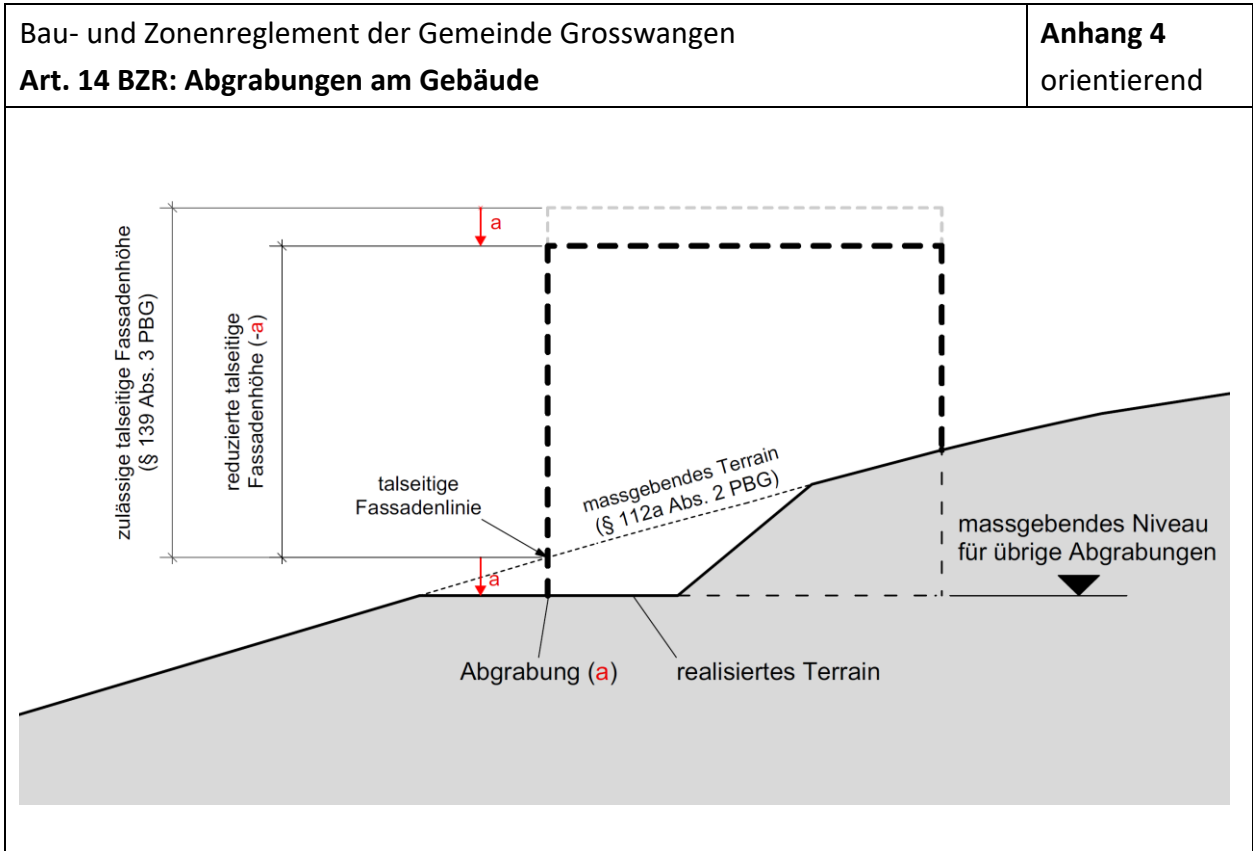 Bau- und Zonenreglement der Gemeinde Grosswangen
Art. 14 BZR: Abgrabungen am Gebäude
Anhang 4
orientierend
zulässige talseitige Fassadenhöhe
(§ 139 Abs. 3 PBG)
reduzierte talseitige
Fassadenhöhe (-a)
a
talseitige
Fassadenlinie
massgebendes Terrain
(§ 112a Abs. 2 PBG)
massgebendes Niveau
für übrige Abgrabungen
a
Abgrabung (a)
realisiertes Terrain